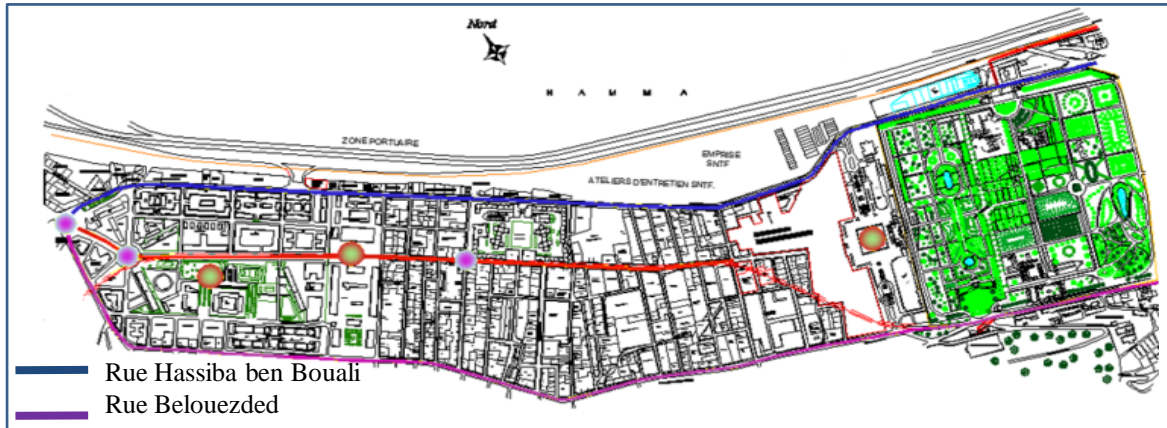 Nord
H A M M A
ZONE PORTUAIRE
EMPRISE
SNTF
ATELIERS D'ENTRETIEN SNTF.
Rue Hassiba ben Bouali
Rue Belouezded